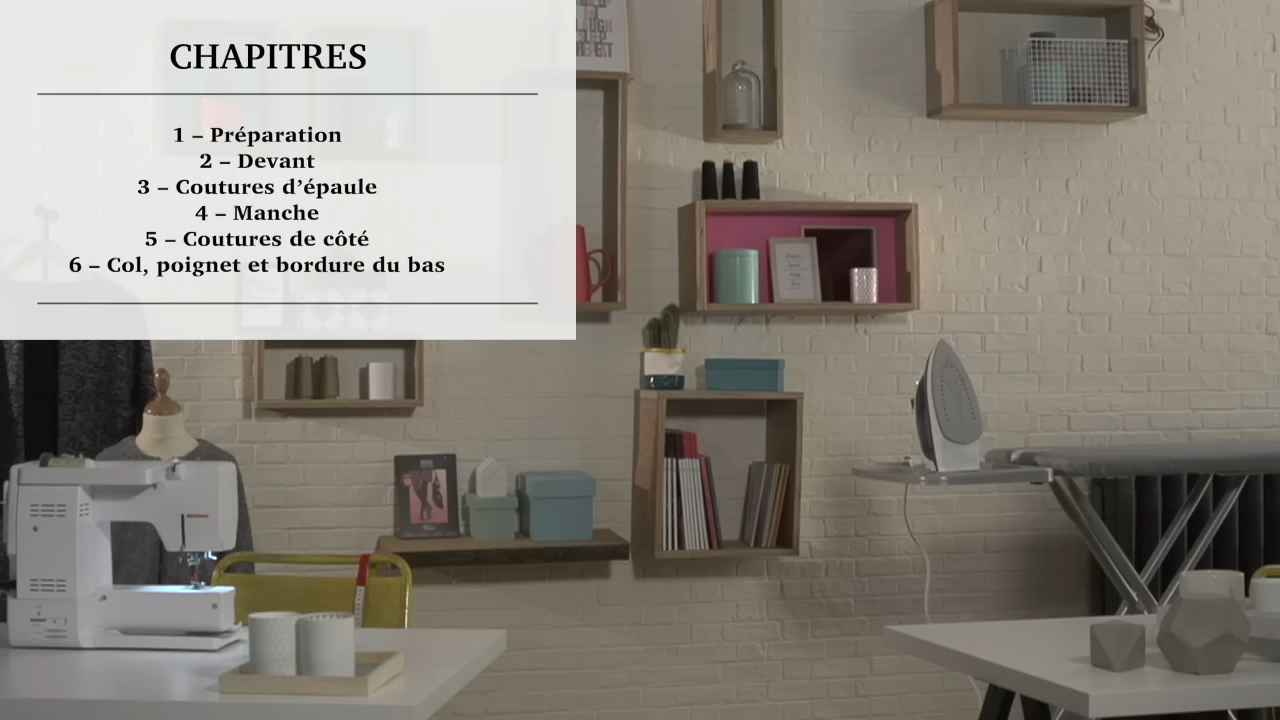 CHAPITRES
1 – Préparation
2 – Devant
3 – Coutures d’épaule
4 – Manche
5 – Coutures de côté
6 – Col, poignet et bordure du bas